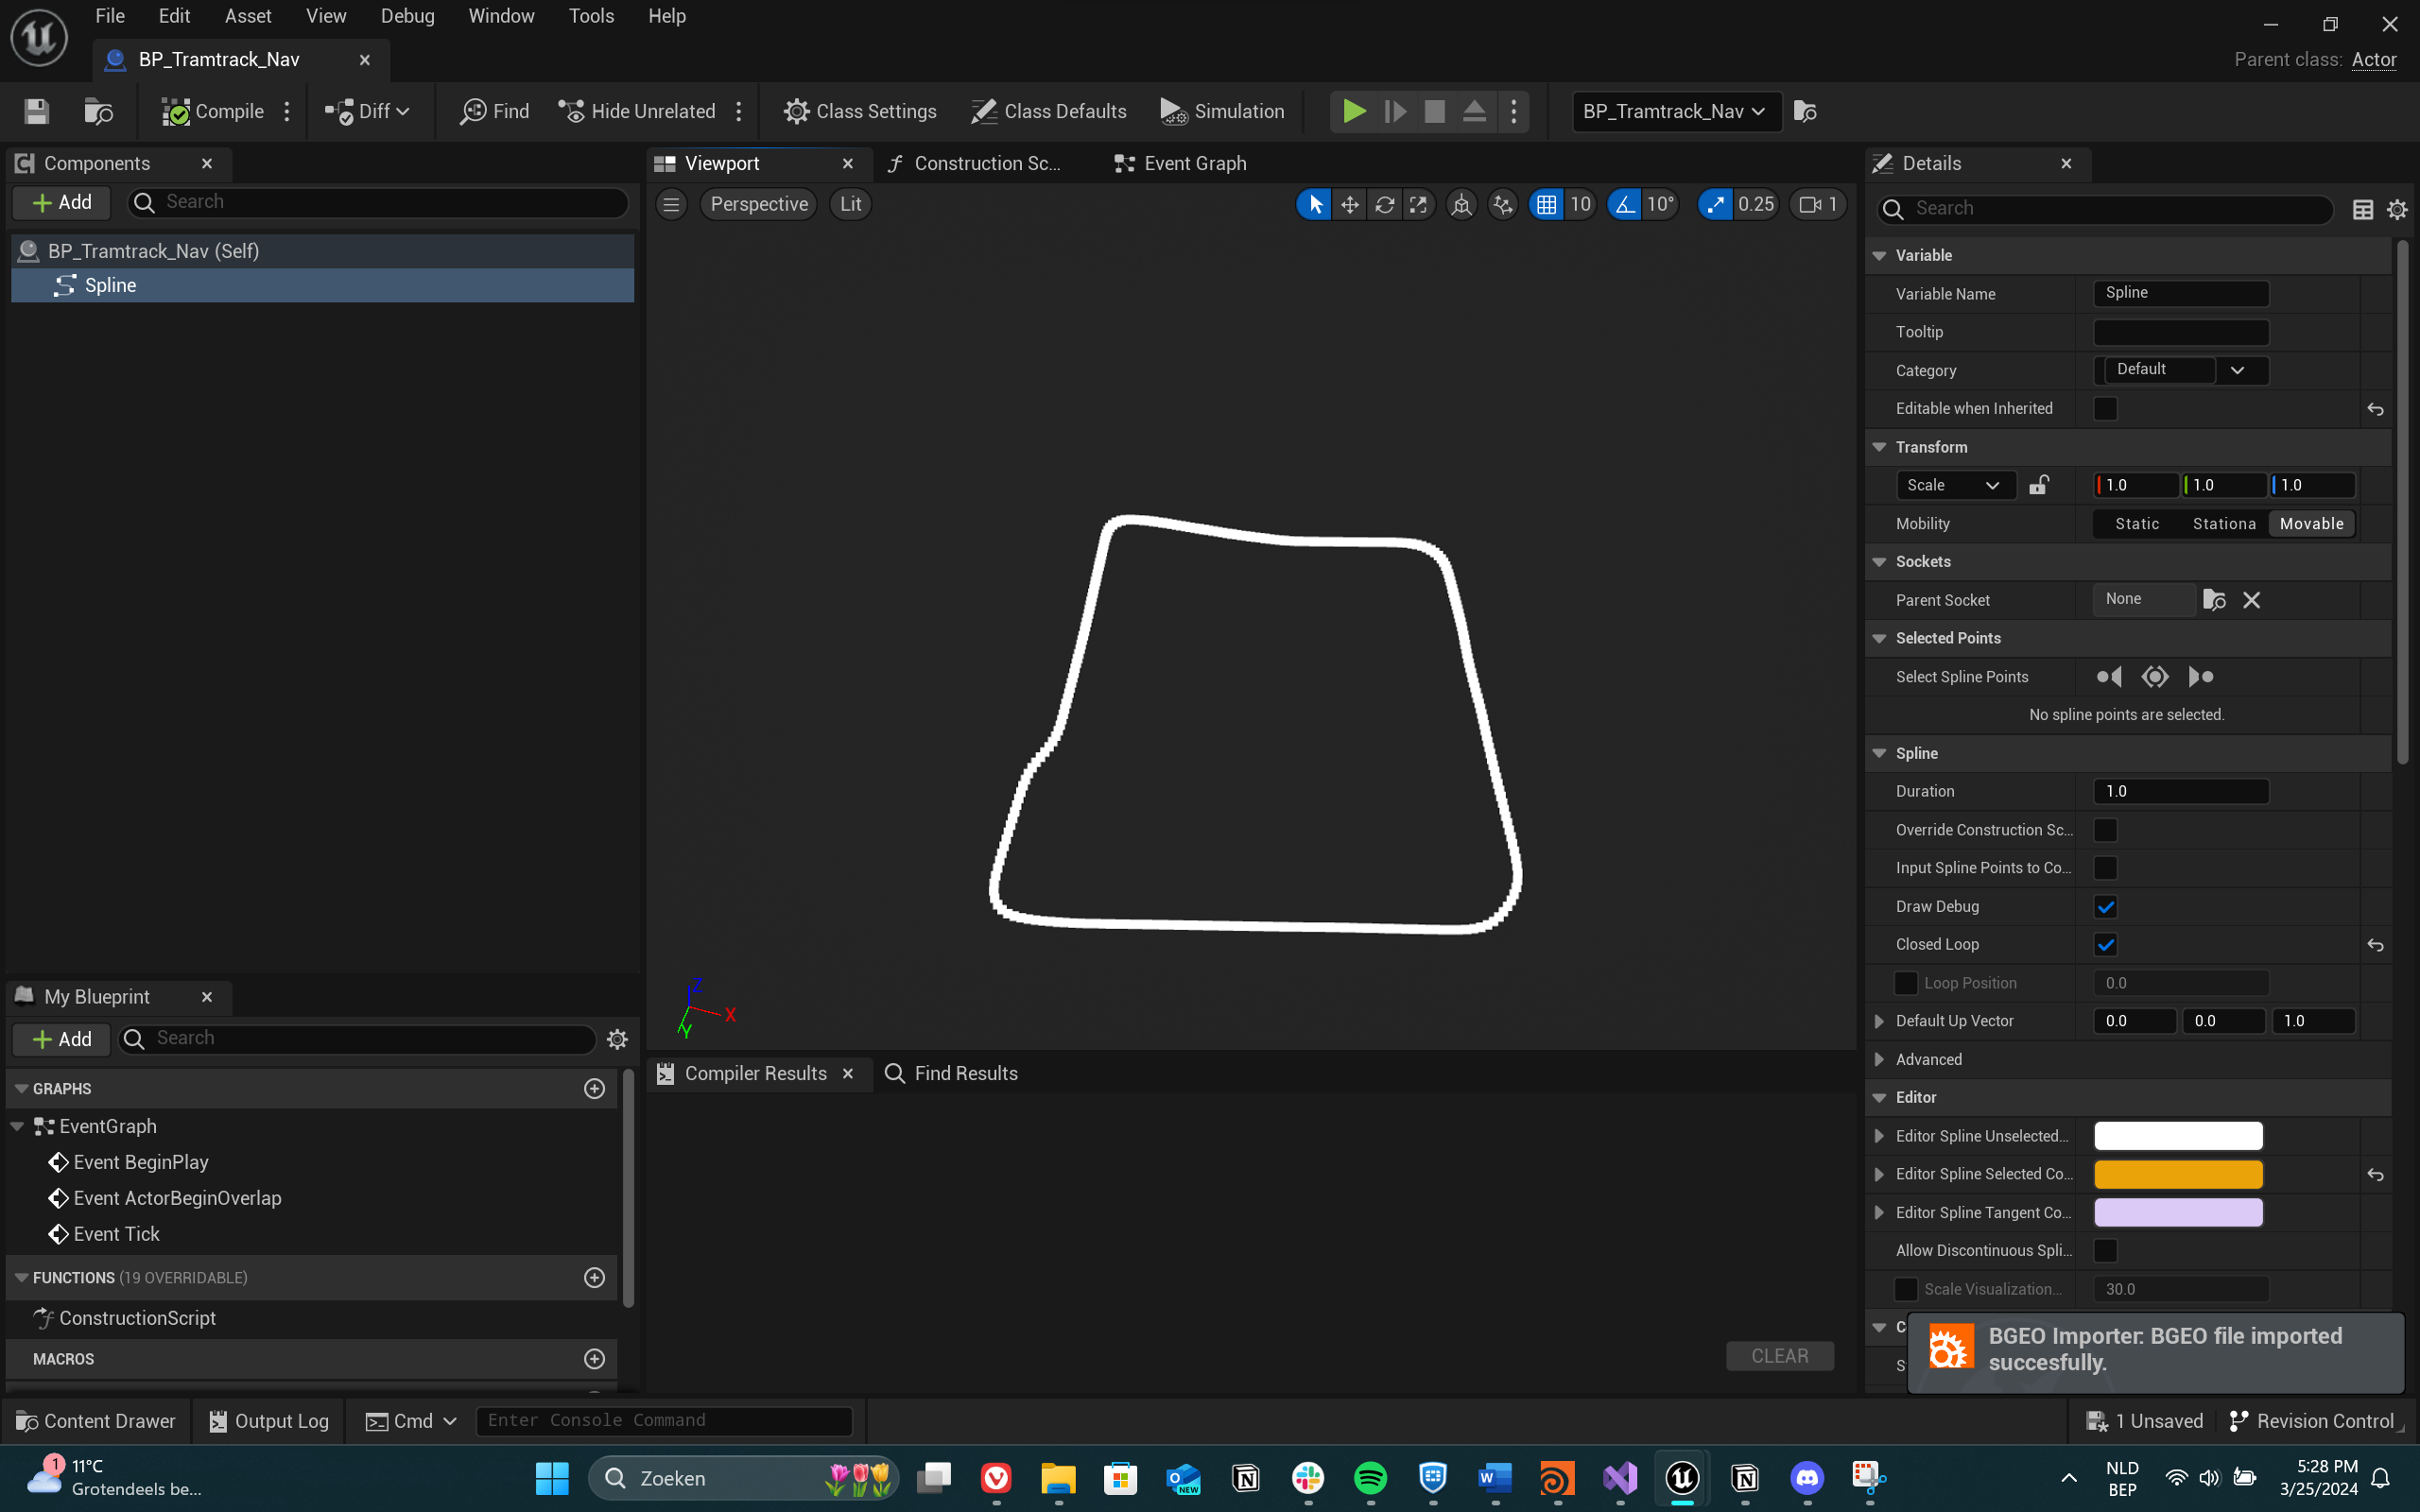 File Edit Asset View Debug Window Tools Help
BP_Tramtrack_Nav
Parent class: Actor
Compile Diff Find Hide Unrelated Class Settings Class Defaults Simulation BP_Tramtrack_Nav
Components
Add Search
BP_Tramtrack_Nav (Self)
Spline
Viewport Construction Sc... Event Graph
Perspective Lit 10 10° 0.25 1
Z
X
Y
My Blueprint
Add Search
GRAPHS
EventGraph
Event BeginPlay
Event ActorBeginOverlap
Event Tick
FUNCTIONS (19 OVERRIDABLE)
ConstructionScript
MACROS
Compiler Results Find Results
CLEAR
Details
Search
Variable
Variable Name Spline
Tooltip
Category Default
Editable when Inherited
Transform
Scale 1.0 1.0 1.0
Mobility Static Stationa Movable
Sockets
Parent Socket None
Selected Points
Select Spline Points
No spline points are selected.
Spline
Duration 1.0
Override Construction Sc...
Input Spline Points to Co...
Draw Debug
Closed Loop
Loop Position 0.0
Default Up Vector 0.0 0.0 1.0
Advanced
Editor
Editor Spline Unselected...
Editor Spline Selected Co...
Editor Spline Tangent Co...
Allow Discontinuous Spli...
Scale Visualization... 30.0
BGEO Importer: BGEO file imported
succesfully.
Content Drawer Output Log Cmd Enter Console Command 1 Unsaved Revision Control
1
11°C
Grotendeels be...
Zoeken
NEW
NLD
BEP
5:28 PM
3/25/2024